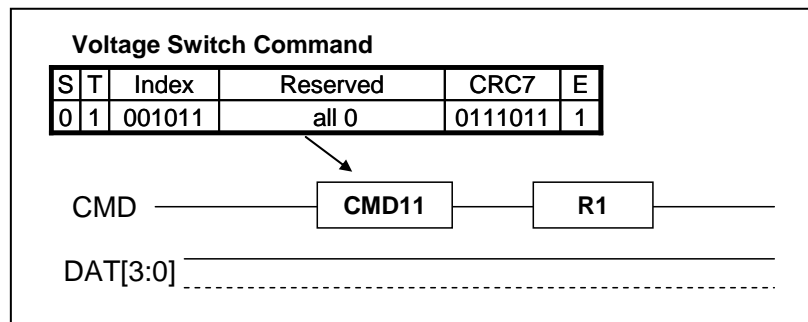 Voltage Switch Command
S T Index Reserved CRC7 E
0 1 001011 all 0 0111011 1
CMD CMD11 R1
DAT[3:0]